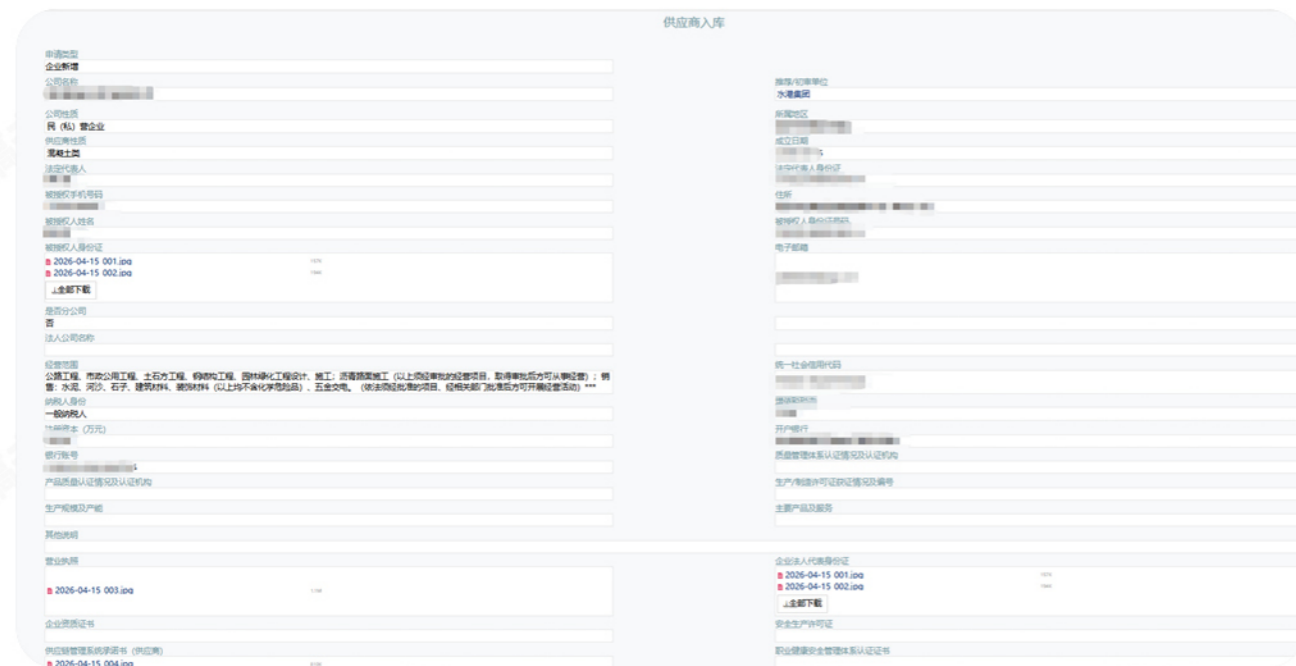 供应商入库
申请类型
企业新增
公司名称
推荐/初审单位
水港集团
公司性质
民（私）营企业
所属地区
供应商性质
混凝土类
成立日期
法定代表人
法定代表人身份证
被授权手机号码
住所
被授权人姓名
被授权人身份证号码
被授权人身份证
2026-04-15 001.jpg
2026-04-15 002.jpg
全部下载
电子邮箱
是否分公司
否
法人公司名称
经营范围
公路工程、市政公用工程、土石方工程、钢结构工程、园林绿化工程设计、施工；沥青路面施工（以上须经审批的经营项目，取得审批后方可从事经营）；销
售：水泥、河沙、石子、建筑材料、装饰材料（以上均不含化学危险品）、五金交电。（依法须经批准的项目，经相关部门批准后方可开展经营活动）***
统一社会信用代码
纳税人身份
一般纳税人
注册资本（万元）
开户银行
银行账号
质量管理体系认证情况及认证机构
产品质量认证情况及认证机构
生产/制造许可证获证情况及编号
生产规模及产能
主要产品及服务
其他说明
营业执照
2026-04-15 003.jpg
企业法人代表身份证
2026-04-15 001.jpg
2026-04-15 002.jpg
全部下载
企业资质证书
安全生产许可证
供应链管理系统承诺书（供应商）
2026-04-15 004.jpg
职业健康安全管理体系认证证书